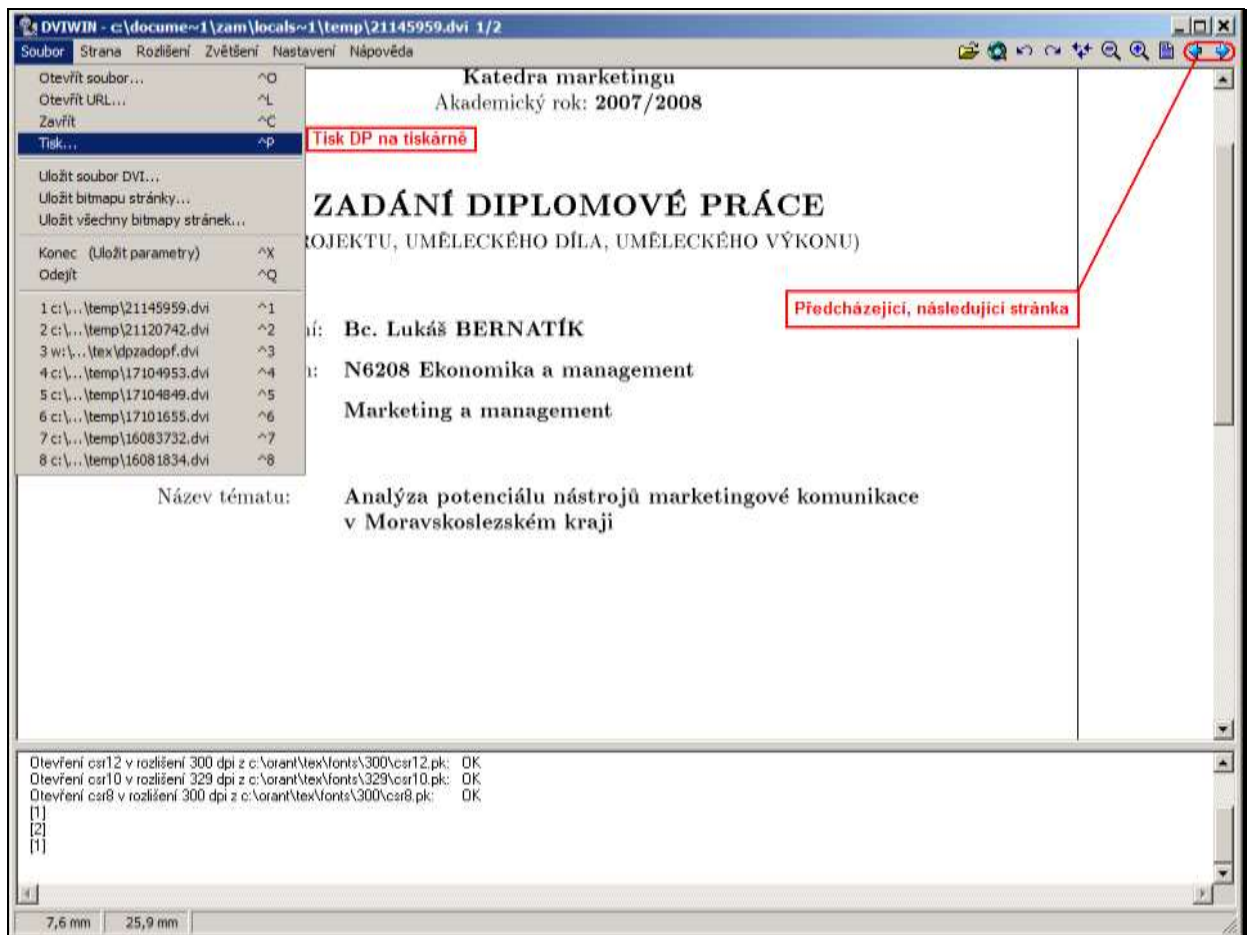 DVIWIN - c:\docume~1\zam\locals~1\temp\21145959.dvi 1/2
Soubor Strana Rozlišení Zvětšení Nastavení Nápověda
Otevřít soubor... ^O
Otevřít URL... ^L
Zavřít ^C
Tisk... ^P
Uložit soubor DVI...
Uložit bitmapu stránky...
Uložit všechny bitmapy stránek...
Konec (Uložit parametry) ^X
Odejít ^Q
1 c:\...\temp\21145959.dvi ^1
2 c:\...\temp\21120742.dvi ^2
3 w:\...\tex\dpzadopf.dvi ^3
4 c:\...\temp\17104953.dvi ^4
5 c:\...\temp\17104849.dvi ^5
6 c:\...\temp\17101655.dvi ^6
7 c:\...\temp\16083732.dvi ^7
8 c:\...\temp\16081834.dvi ^8
Katedra marketingu
Akademický rok: 2007/2008
Tisk DP na tiskárně
ZADÁNÍ DIPLOMOVÉ PRÁCE
OJEKTU, UMĚLECKÉHO DÍLA, UMĚLECKÉHO VÝKONU)
Předcházející, následující stránka
ní: Bc. Lukáš BERNATÍK
N6208 Ekonomika a management
Marketing a management
Název tématu: Analýza potenciálu nástrojů marketingové komunikace
v Moravskoslezském kraji
Otevření csr12 v rozlišení 300 dpi z c:\orant\tex\fonts\300\csr12.pk: OK
Otevření csr10 v rozlišení 329 dpi z c:\orant\tex\fonts\329\csr10.pk: OK
Otevření csr8 v rozlišení 300 dpi z c:\orant\tex\fonts\300\csr8.pk: OK
[1]
[2]
[1]
7,6 mm 25,9 mm